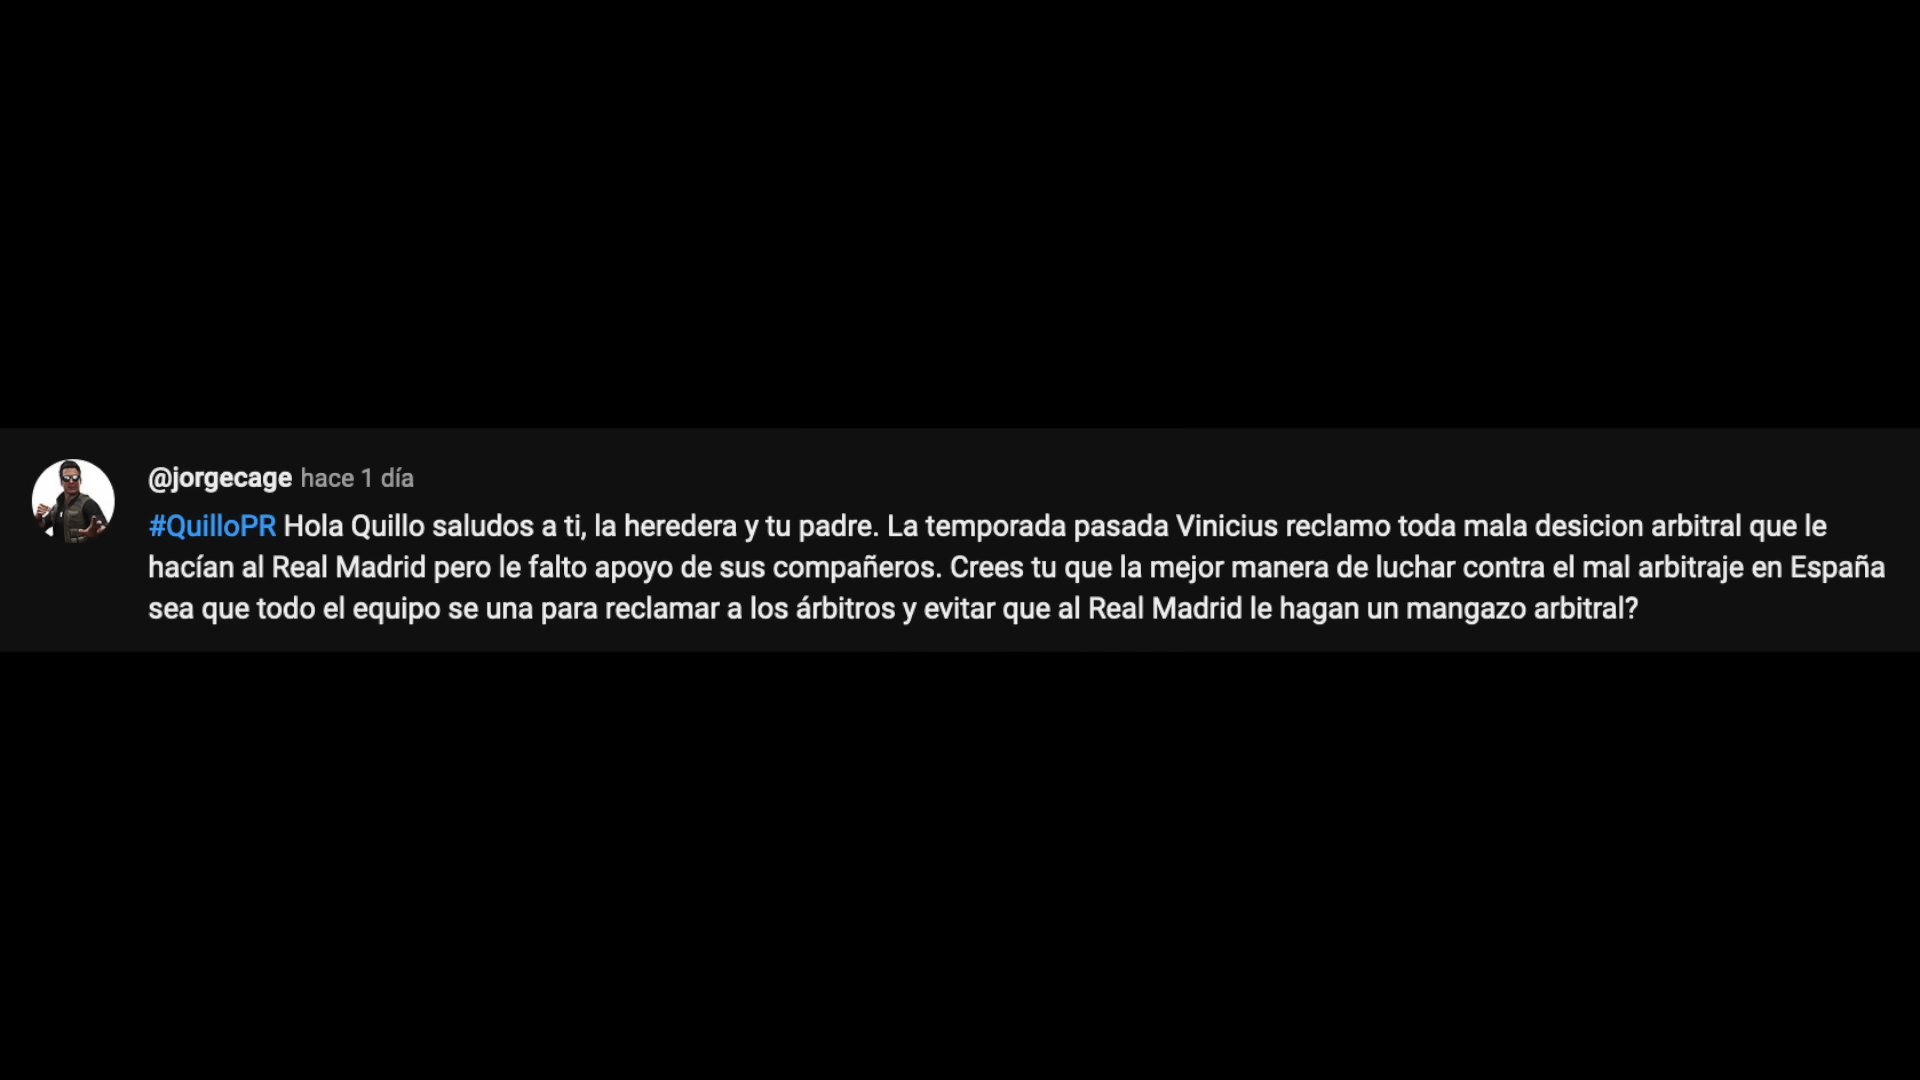 @jorgecage hace 1 día
#QuilloPR Hola Quillo saludos a ti, la heredera y tu padre. La temporada pasada Vinicius reclamo toda mala desicion arbitral que le
hacían al Real Madrid pero le falto apoyo de sus compañeros. Crees tu que la mejor manera de luchar contra el mal arbitraje en España
sea que todo el equipo se una para reclamar a los árbitros y evitar que al Real Madrid le hagan un mangazo arbitral?